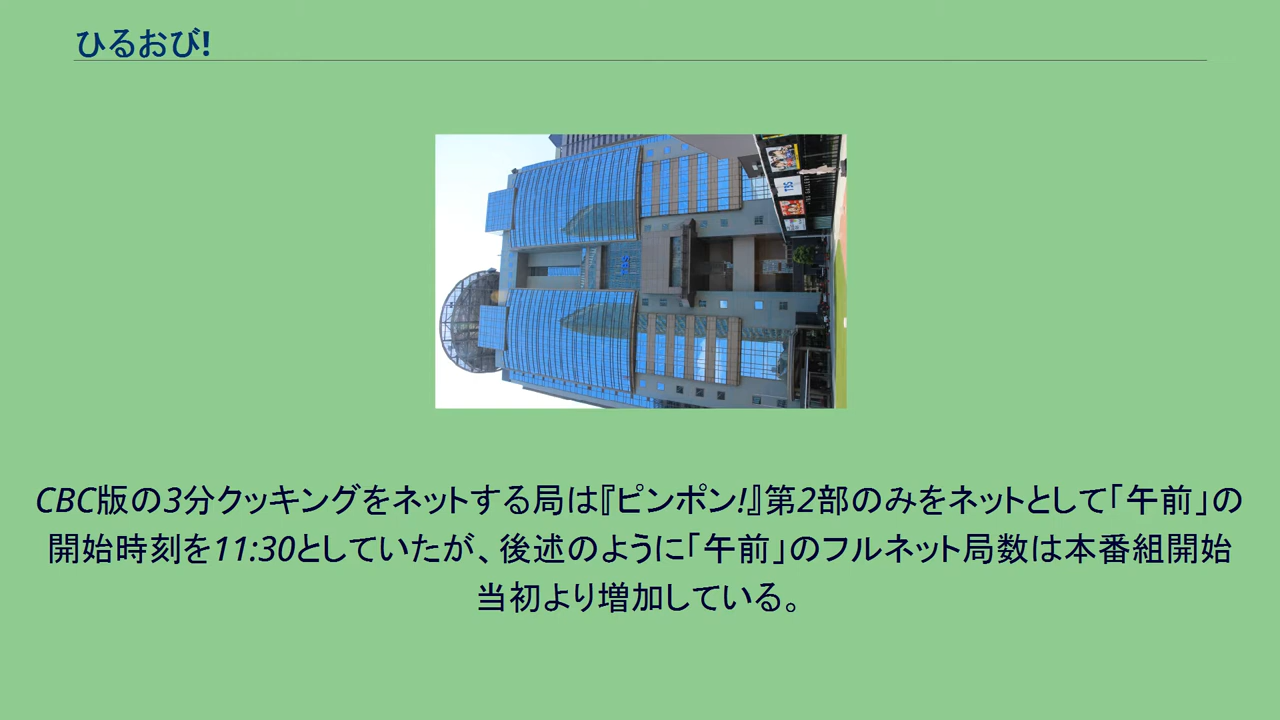 ひるおび!
CBC版の3分クッキングをネットする局は『ピンポン!』第2部のみをネットとして「午前」の
開始時刻を11:30としていたが、後述のように「午前」のフルネット局数は本番組開始
当初より増加している。